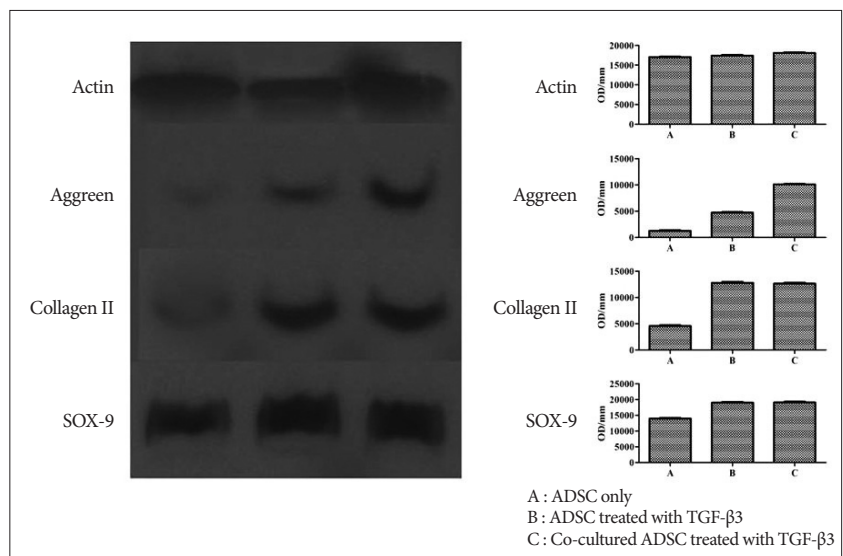 Actin
Aggreen
Collagen II
SOX-9
Actin
OD/mm
20000
15000
10000
5000
0
A B C
Aggreen
OD/mm
15000
10000
5000
0
A B C
Collagen II
OD/mm
15000
10000
5000
0
A B C
SOX-9
OD/mm
25000
20000
15000
10000
5000
0
A B C
A : ADSC only
B : ADSC treated with TGF-β3
C : Co-cultured ADSC treated with TGF-β3